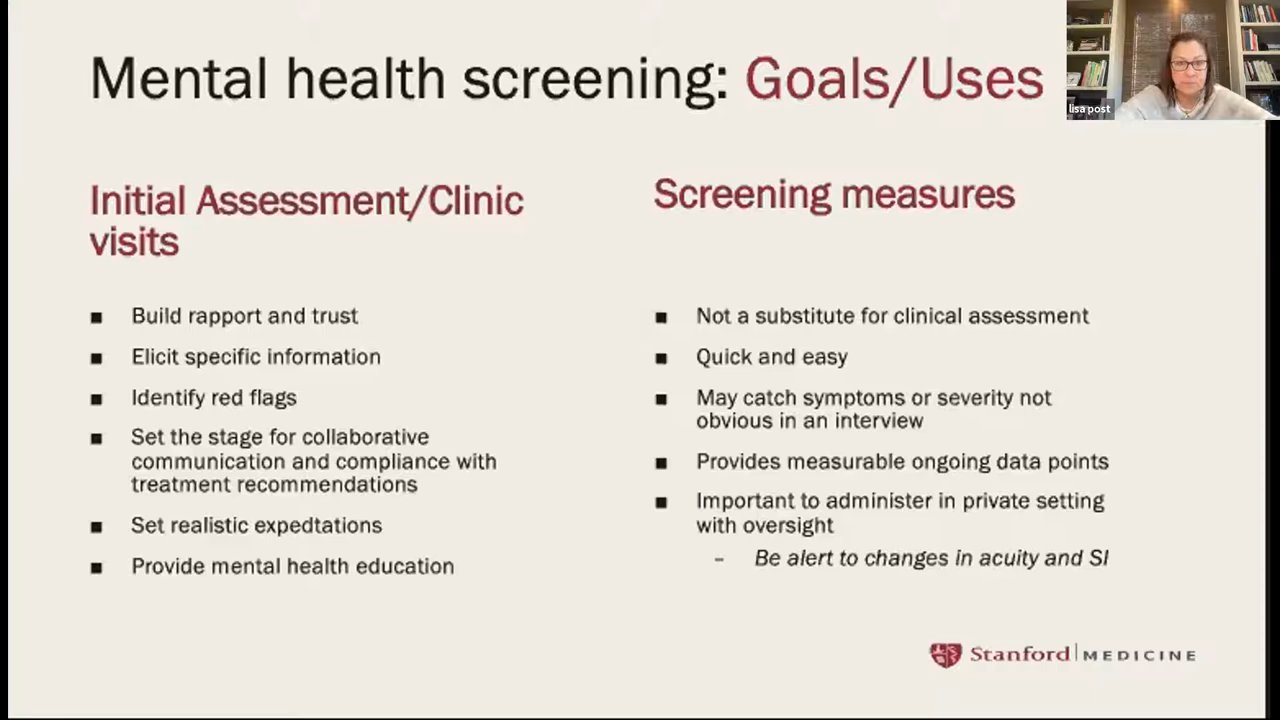 Mental health screening: Goals/Uses
lisa post
Initial Assessment/Clinic
visits
■ Build rapport and trust
■ Elicit specific information
■ Identify red flags
■ Set the stage for collaborative
communication and compliance with
treatment recommendations
■ Set realistic expedtations
■ Provide mental health education
Screening measures
■ Not a substitute for clinical assessment
■ Quick and easy
■ May catch symptoms or severity not
obvious in an interview
■ Provides measurable ongoing data points
■ Important to administer in private setting
with oversight
– Be alert to changes in acuity and SI
Stanford MEDICINE